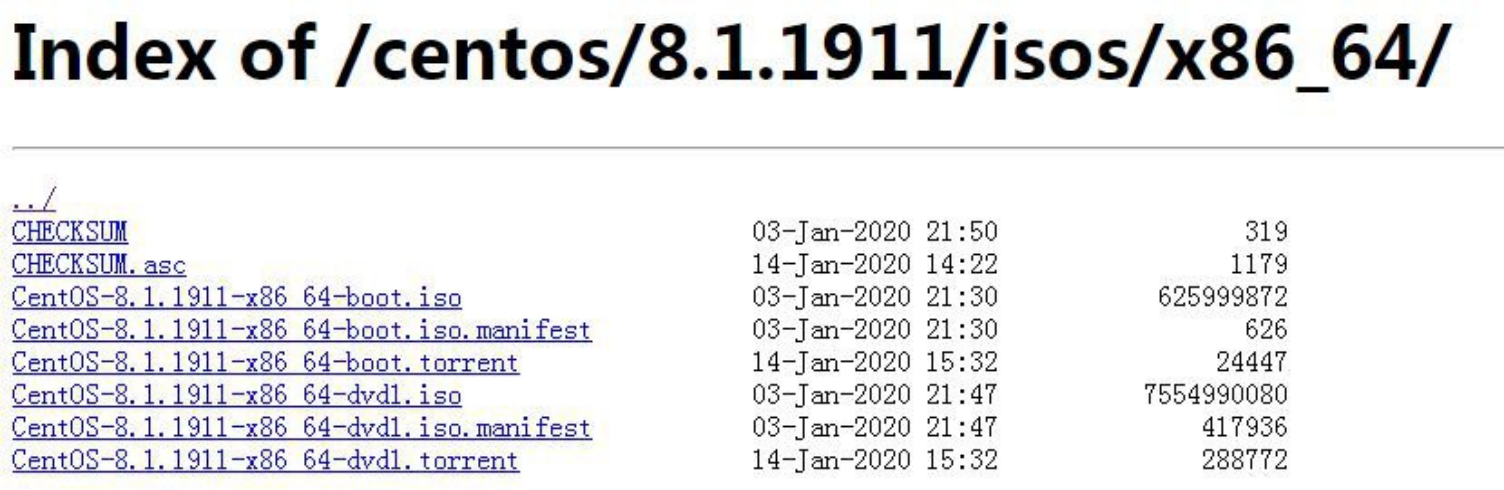 Index of /centos/8.1.1911/isos/x86_64/
../
CHECKSUM 03-Jan-2020 21:50 319
CHECKSUM.asc 14-Jan-2020 14:22 1179
CentOS-8.1.1911-x86_64-boot.iso 03-Jan-2020 21:30 625999872
CentOS-8.1.1911-x86_64-boot.iso.manifest 03-Jan-2020 21:30 626
CentOS-8.1.1911-x86_64-boot.torrent 14-Jan-2020 15:32 24447
CentOS-8.1.1911-x86_64-dvd1.iso 03-Jan-2020 21:47 7554990080
CentOS-8.1.1911-x86_64-dvd1.iso.manifest 03-Jan-2020 21:47 417936
CentOS-8.1.1911-x86_64-dvd1.torrent 14-Jan-2020 15:32 288772